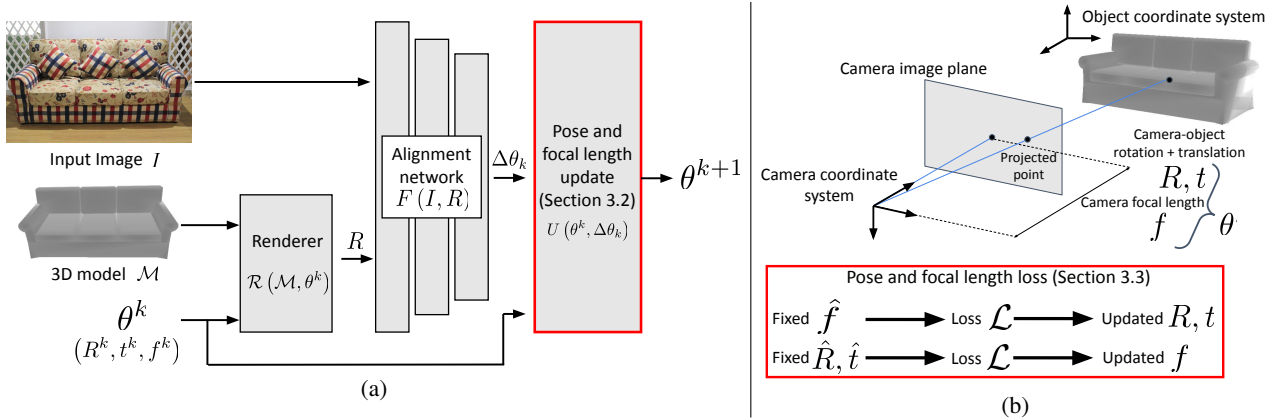 Input Image I
3D model ℳ
θ^k
(R^k, t^k, f^k)
Renderer
ℛ (ℳ, θ^k)
R
Alignment
network
F (I, R)
Δθ_k
Pose and
focal length
update
(Section 3.2)
U (θ^k, Δθ_k)
θ^{k+1}
(a)
Object coordinate system
Camera image plane
Projected
point
Camera coordinate
system
Camera-object
rotation + translation
R, t
Camera focal length
f
θ
Pose and focal length loss (Section 3.3)
Fixed f̂ Loss ℒ Updated R, t
Fixed R̂, t̂ Loss ℒ Updated f
(b)